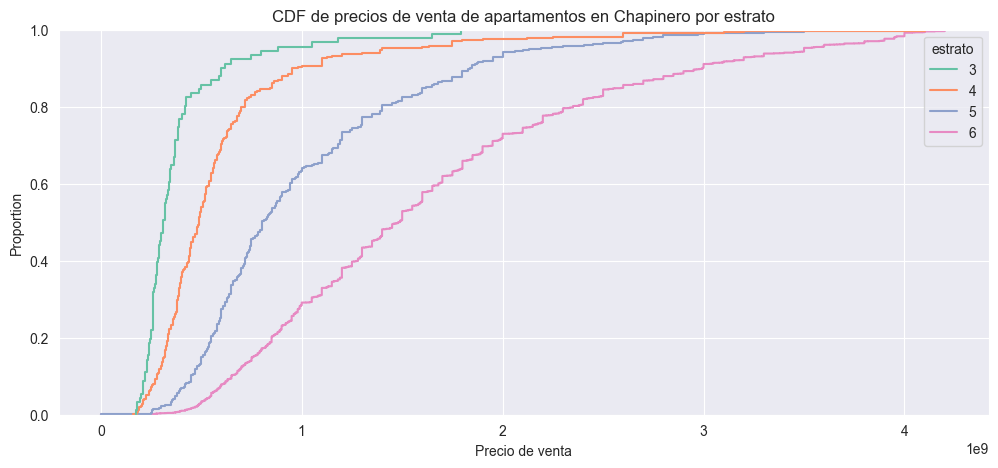 CDF de precios de venta de apartamentos en Chapinero por estrato
1.0
0.8
0.6
0.4
0.2
0.0
Proportion
estrato
3
4
5
6
0 1 2 3 4
1e9
Precio de venta